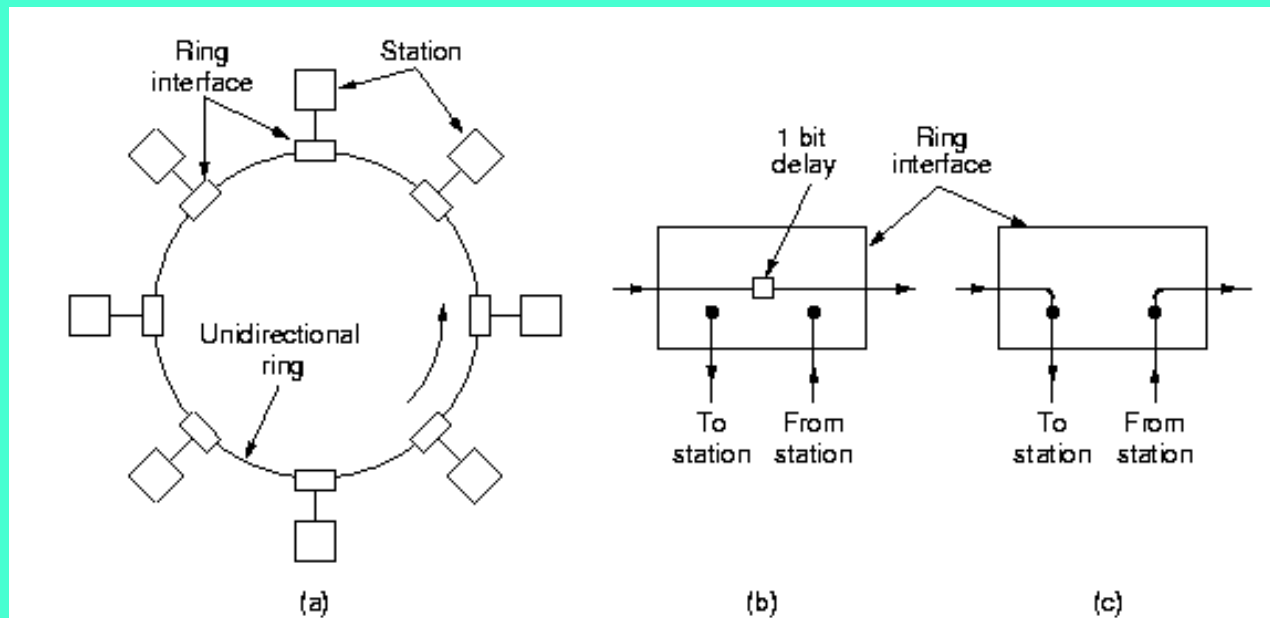 Ring
interface
Station
Unidirectional
ring
(a)
1 bit
delay
Ring
interface
To
station
From
station
(b)
To
station
From
station
(c)